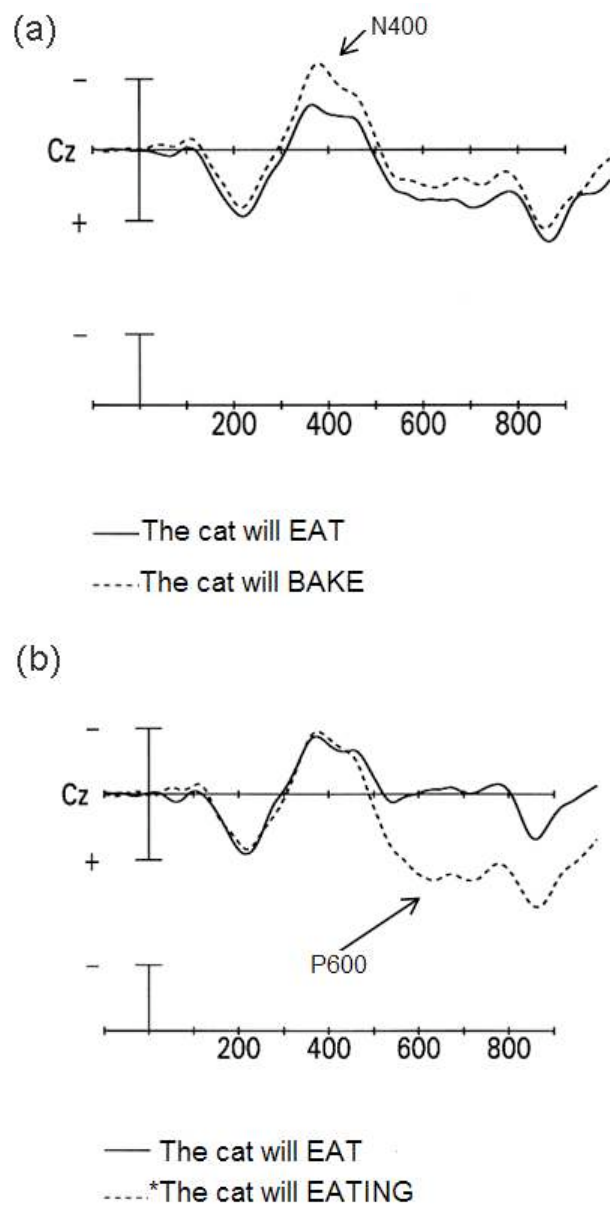 (a)
N400
−
Cz
+
−
200 400 600 800
The cat will EAT
The cat will BAKE
(b)
−
Cz
+
P600
−
200 400 600 800
The cat will EAT
*The cat will EATING